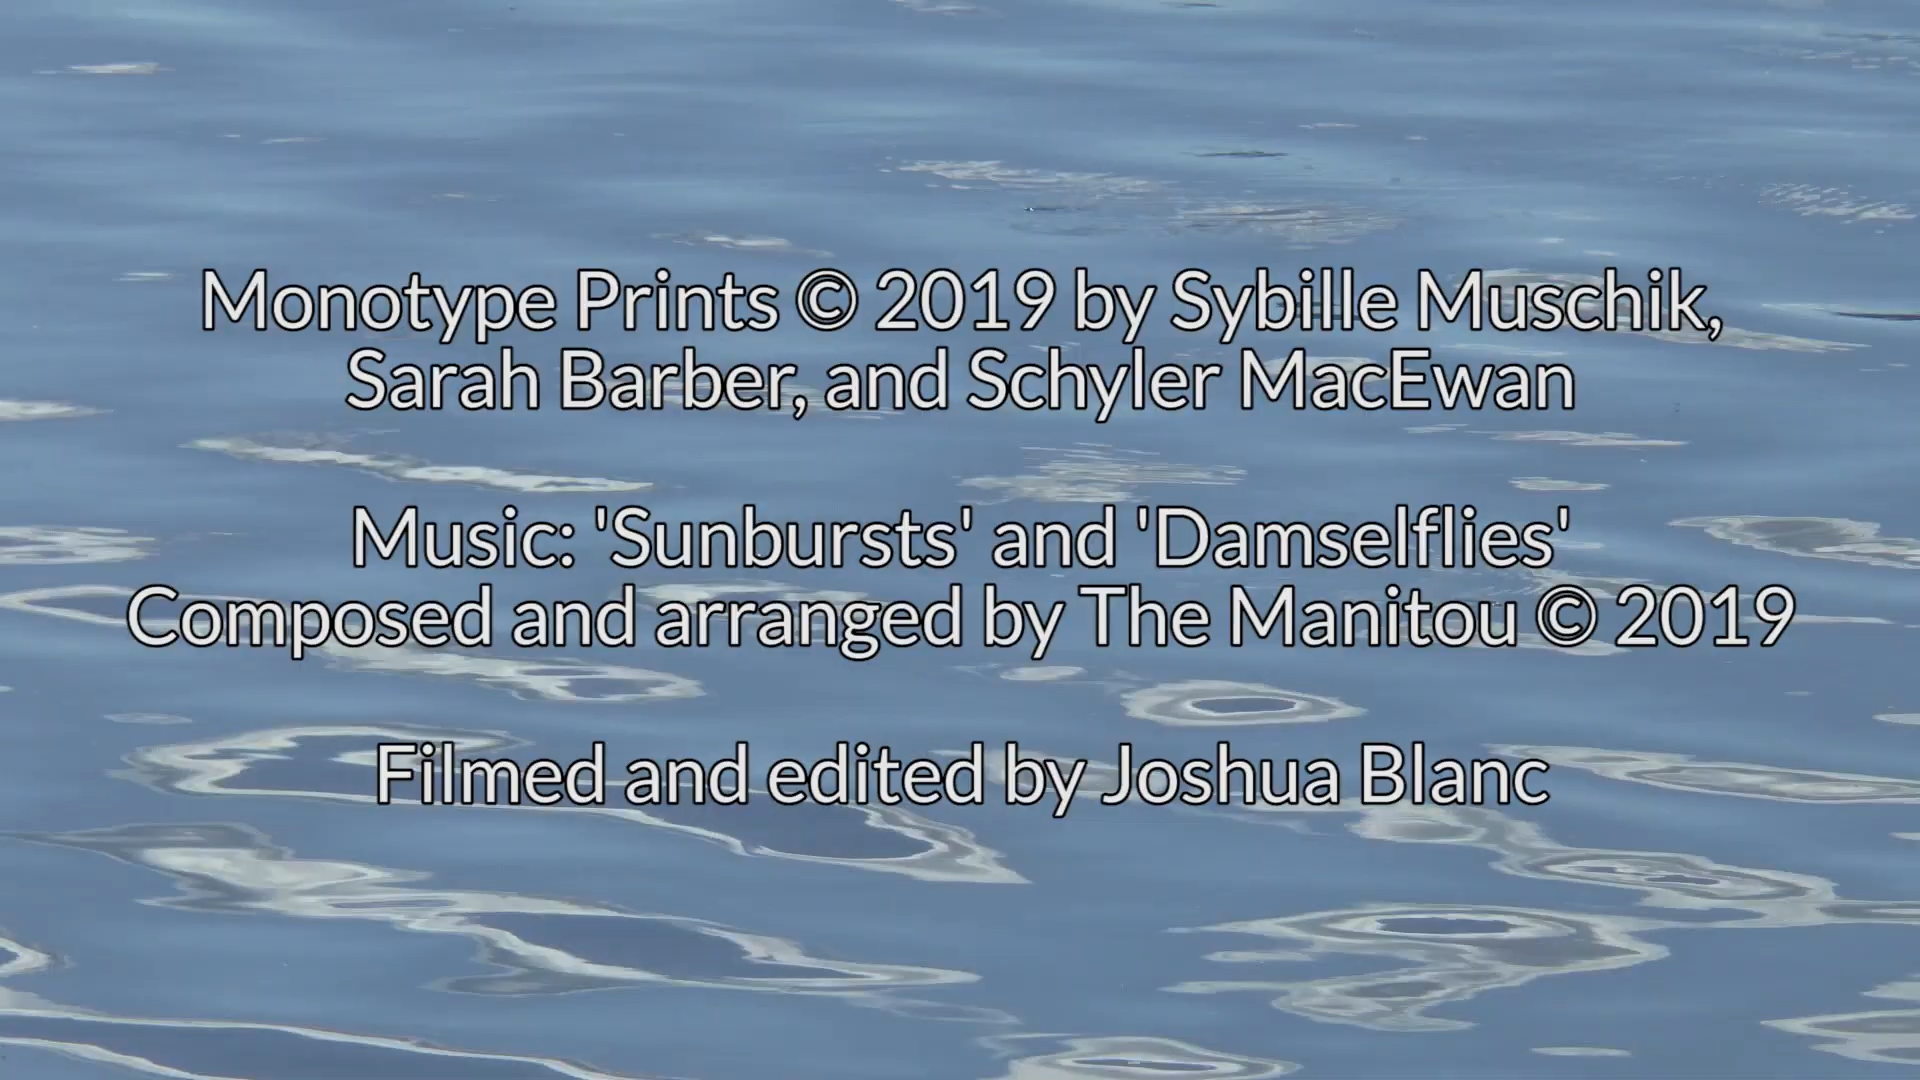 Monotype Prints © 2019 by Sybille Muschik,
Sarah Barber, and Schyler MacEwan
Music: 'Sunbursts' and 'Damselflies'
Composed and arranged by The Manitou © 2019
Filmed and edited by Joshua Blanc